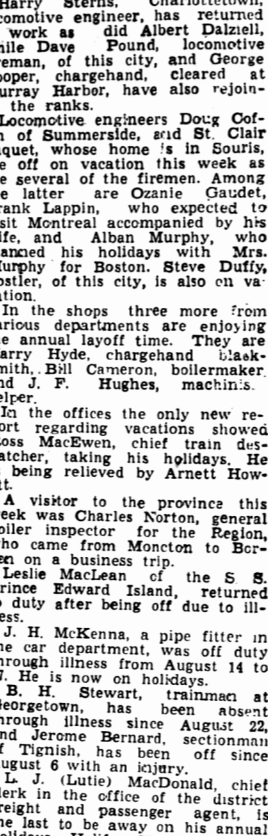 Harry Sterns, Charlottetown,
comotive engineer, has returned
work as did Albert Dalziell,
hile Dave Pound, locomotive
reman, of this city, and George
ooper, chargehand, cleared at
urray Harbor, have also rejoin-
the ranks.
Locomotive engineers Doug Cof-
n of Summerside, and St. Clair
quet, whose home is in Souris,
e off on vacation this week as
e several of the firemen. Among
e latter are Ozanie Gaudet,
rank Lappin, who expected to
sit Montreal accompanied by his
ife, and Alban Murphy, who
anned his holidays with Mrs.
urphy for Boston. Steve Duffy,
ostler, of this city, is also on va-
ation.
In the shops three more from
arious departments are enjoying
e annual layoff time. They are
arry Hyde, chargehand black-
mith, Bill Cameron, boilermaker
nd J. F. Hughes, machinis.
elper.
In the offices the only new re-
ort regarding vacations showed
oss MacEwen, chief train des-
atcher, taking his holidays. He
being relieved by Arnett How-
tt.
A visitor to the province this
eek was Charles Norton, general
oiler inspector for the Region,
ho came from Moncton to Bor-
en on a business trip.
Leslie MacLean of the S S
rince Edward Island, returned
duty after being off due to ill-
ess.
J. H. McKenna, a pipe fitter in
he car department, was off duty
hrough illness from August 14 to
7. He is now on holidays.
B. H. Stewart, trainman at
eorgetown, has been absent
hrough illness since August 22,
nd Jerome Bernard, sectionman
f Tignish, has been off since
ugust 6 with an injury.
L. J. (Lutie) MacDonald, chief
lerk in the office of the district
reight and passenger agent, is
he last to be away on his annual